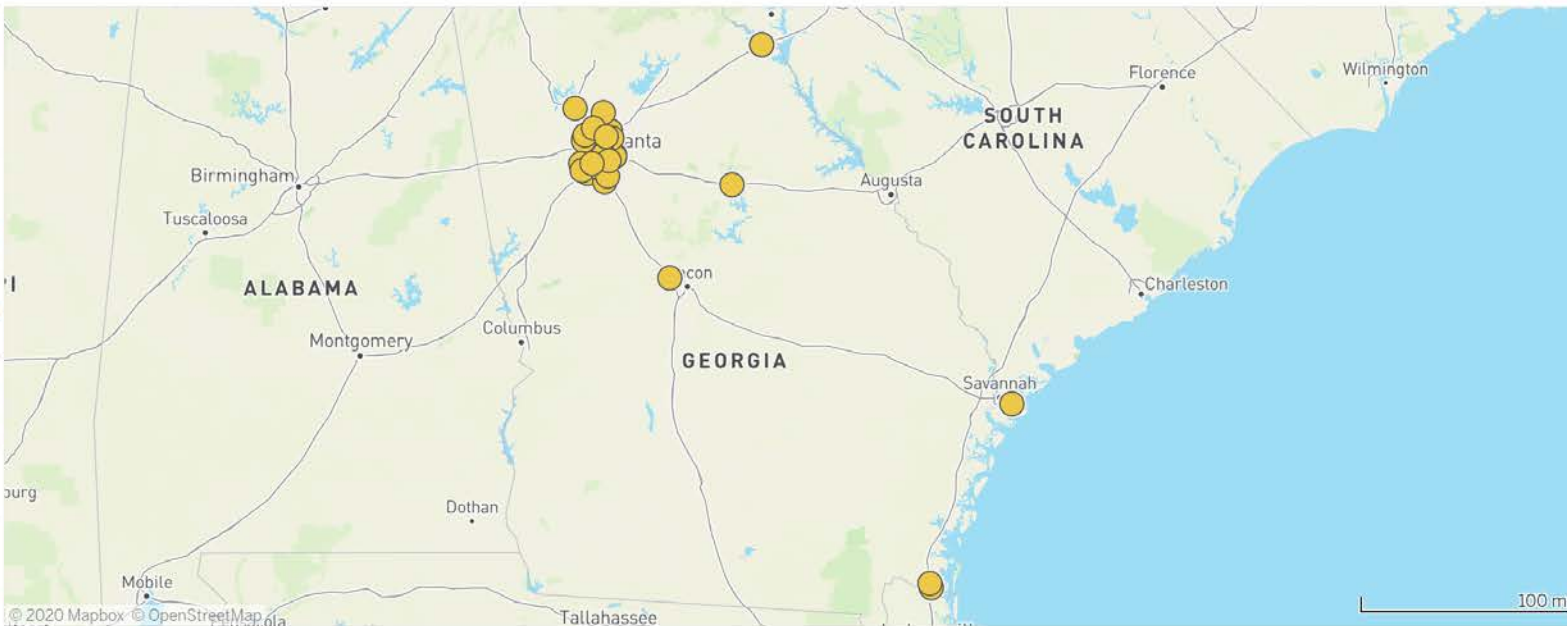 Florence
Wilmington
SOUTH
CAROLINA
anta
Birmingham
Augusta
Tuscaloosa
ALABAMA
con
Charleston
Columbus
Montgomery
GEORGIA
Savannah
burg
Dothan
Mobile
100 m
© 2020 Mapbox © OpenStreetMap
Tallahassee